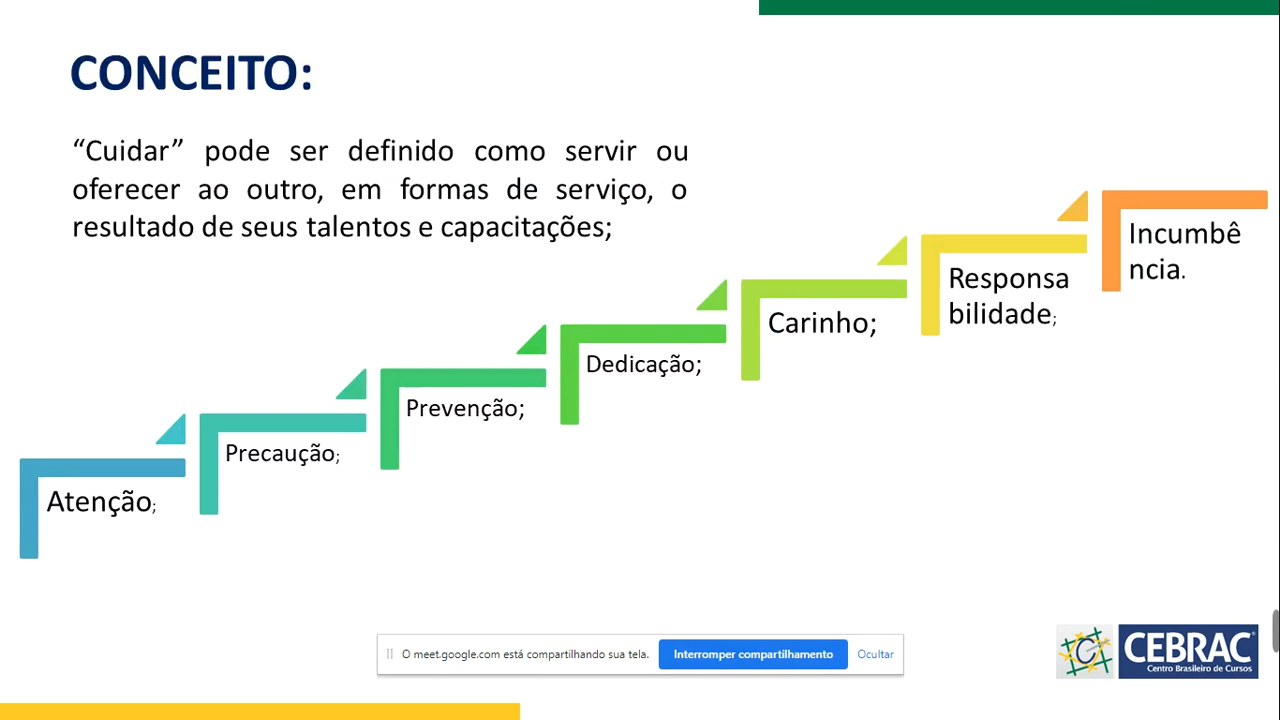 CONCEITO:
“Cuidar” pode ser definido como servir ou
oferecer ao outro, em formas de serviço, o
resultado de seus talentos e capacitações;
Atenção;
Precaução;
Prevenção;
Dedicação;
Carinho;
Responsa
bilidade;
Incumbê
ncia.
O meet.google.com está compartilhando sua tela.
Interromper compartilhamento
Ocultar
C
CEBRAC®
Centro Brasileiro de Cursos